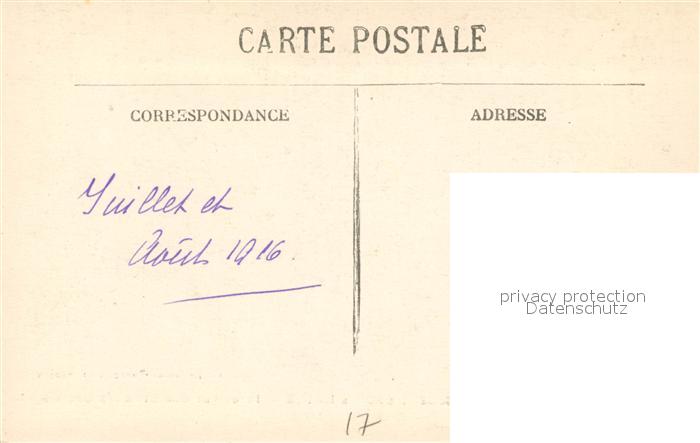 CARTE POSTALE
CORRESPONDANCE
ADRESSE
Juillet et
Août 1916.
privacy protection
Datenschutz
17